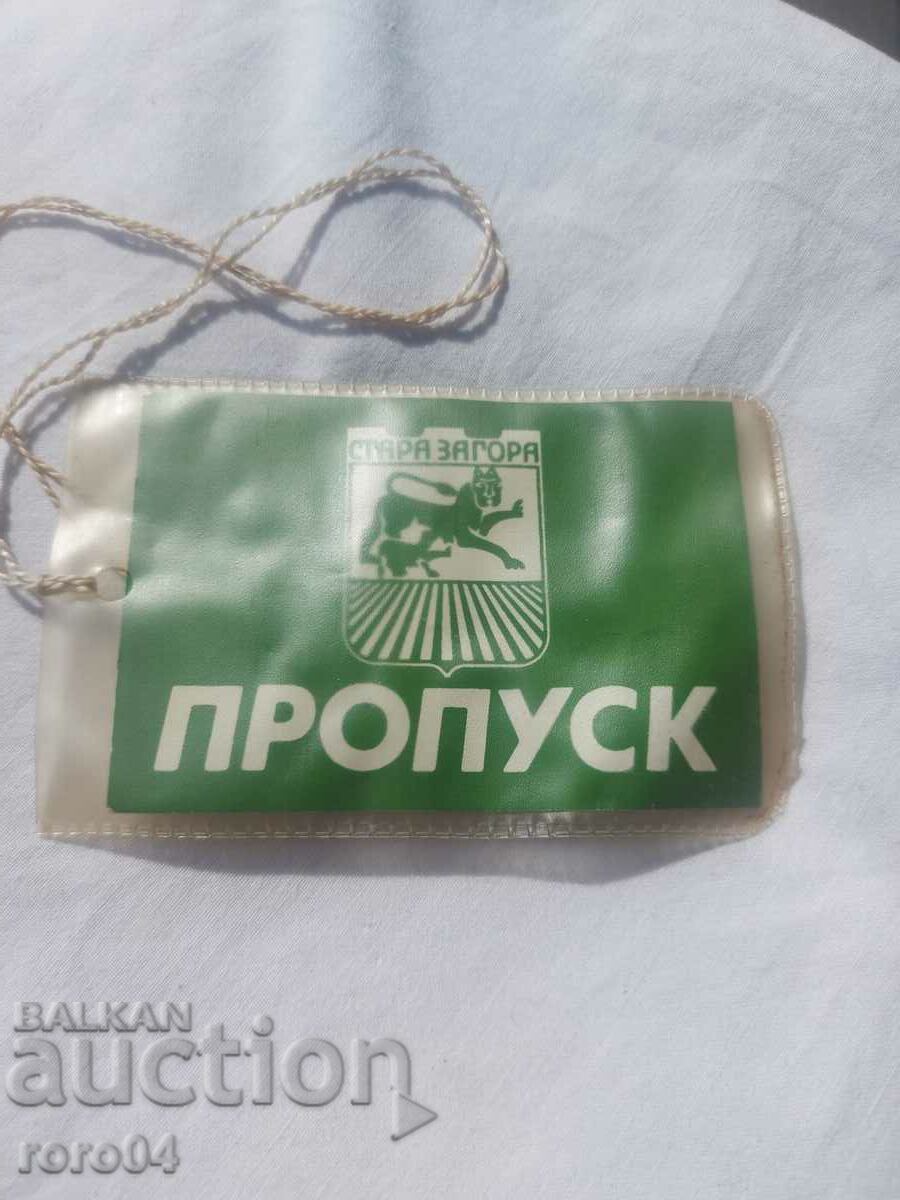 СТАРА ЗАГОРА
ПРОПУСК
BALKAN
auction
roro04